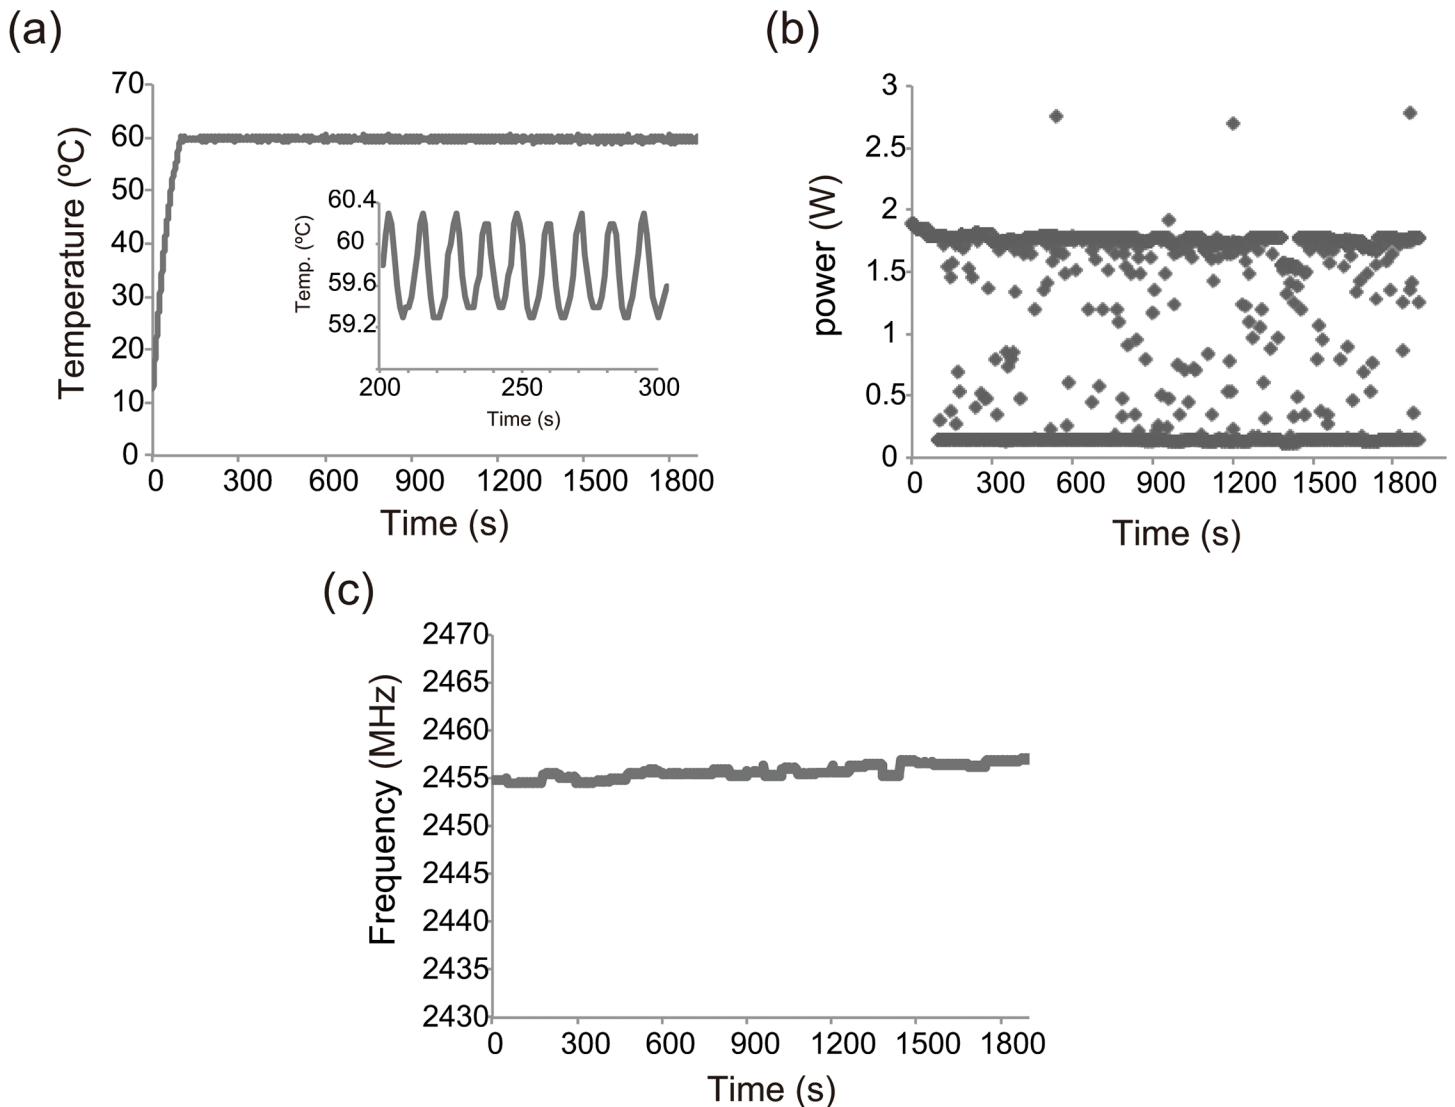 (a)
70
60
50
40
30
20
10
0
Temperature (ºC)
0 300 600 900 1200 1500 1800
Time (s)
60.4
60
59.6
59.2
Temp. (ºC)
200 250 300
Time (s)
(b)
3
2.5
2
1.5
1
0.5
0
power (W)
0 300 600 900 1200 1500 1800
Time (s)
(c)
2470
2465
2460
2455
2450
2445
2440
2435
2430
Frequency (MHz)
0 300 600 900 1200 1500 1800
Time (s)